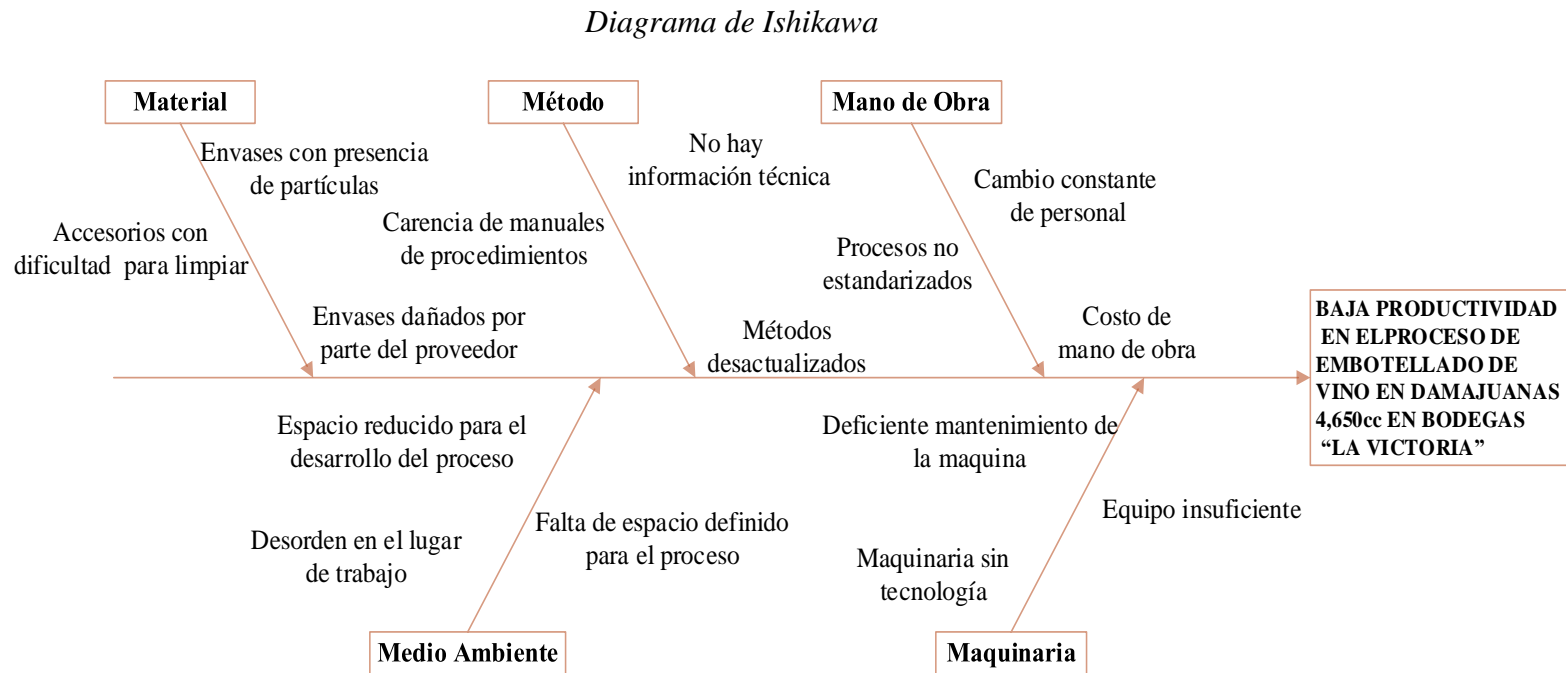 Diagrama de Ishikawa
Material
Método
Mano de Obra
Envases con presencia
de partículas
Accesorios con
dificultad para limpiar
Envases dañados por
parte del proveedor
No hay
información técnica
Carencia de manuales
de procedimientos
Métodos
desactualizados
Cambio constante
de personal
Procesos no
estandarizados
Costo de
mano de obra
BAJA PRODUCTIVIDAD
EN ELPROCESO DE
EMBOTELLADO DE
VINO EN DAMAJUANAS
4,650cc EN BODEGAS
“LA VICTORIA”
Espacio reducido para el
desarrollo del proceso
Desorden en el lugar
de trabajo
Falta de espacio definido
para el proceso
Deficiente mantenimiento de
la maquina
Equipo insuficiente
Maquinaria sin
tecnología
Medio Ambiente
Maquinaria